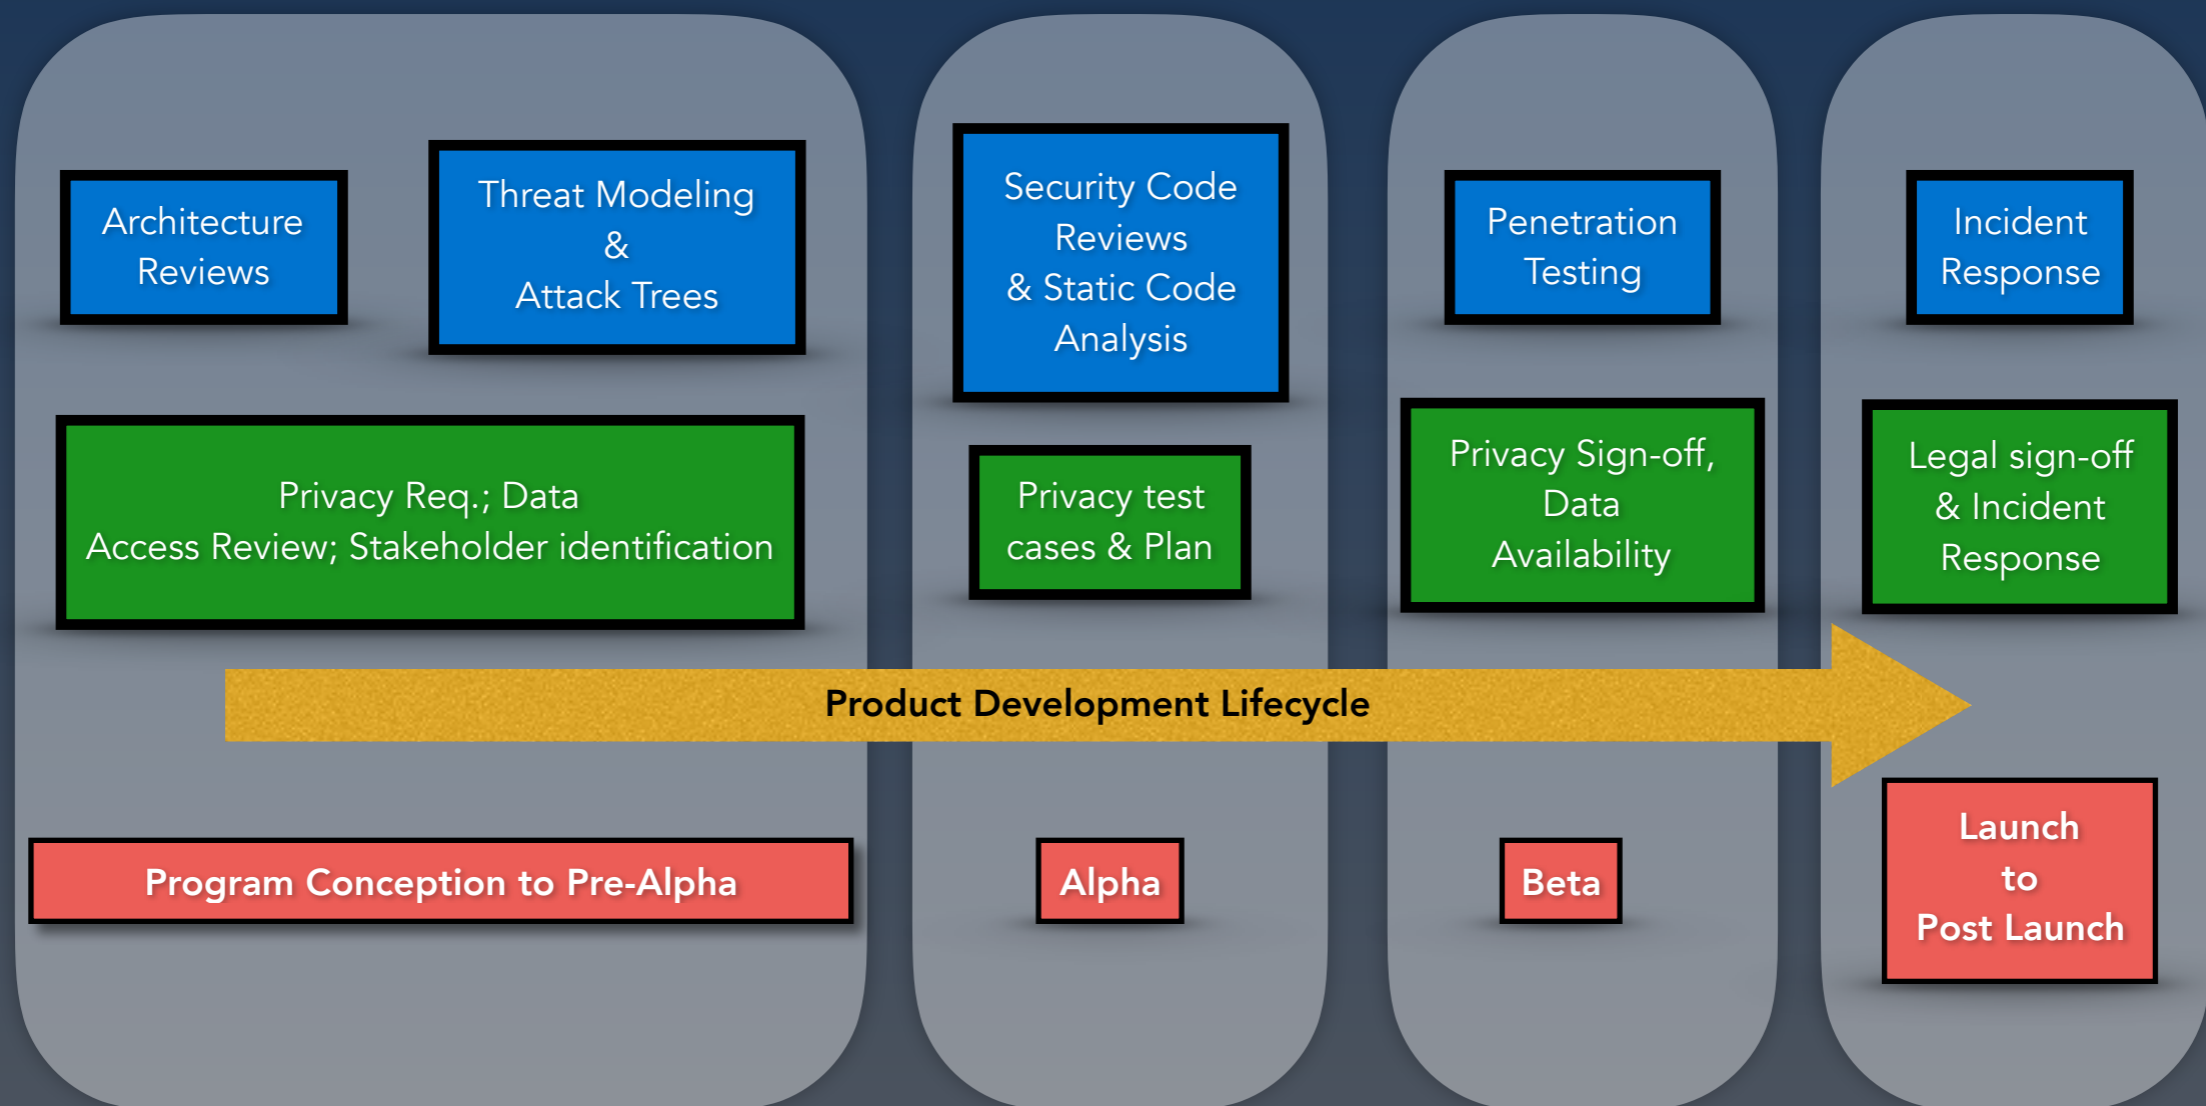 Architecture
Reviews
Threat Modeling
&
Attack Trees
Security Code
Reviews
& Static Code
Analysis
Penetration
Testing
Incident
Response
Privacy Req.; Data
Access Review; Stakeholder identification
Privacy test
cases & Plan
Privacy Sign-off,
Data
Availability
Legal sign-off
& Incident
Response
Product Development Lifecycle
Program Conception to Pre-Alpha
Alpha
Beta
Launch
to
Post Launch